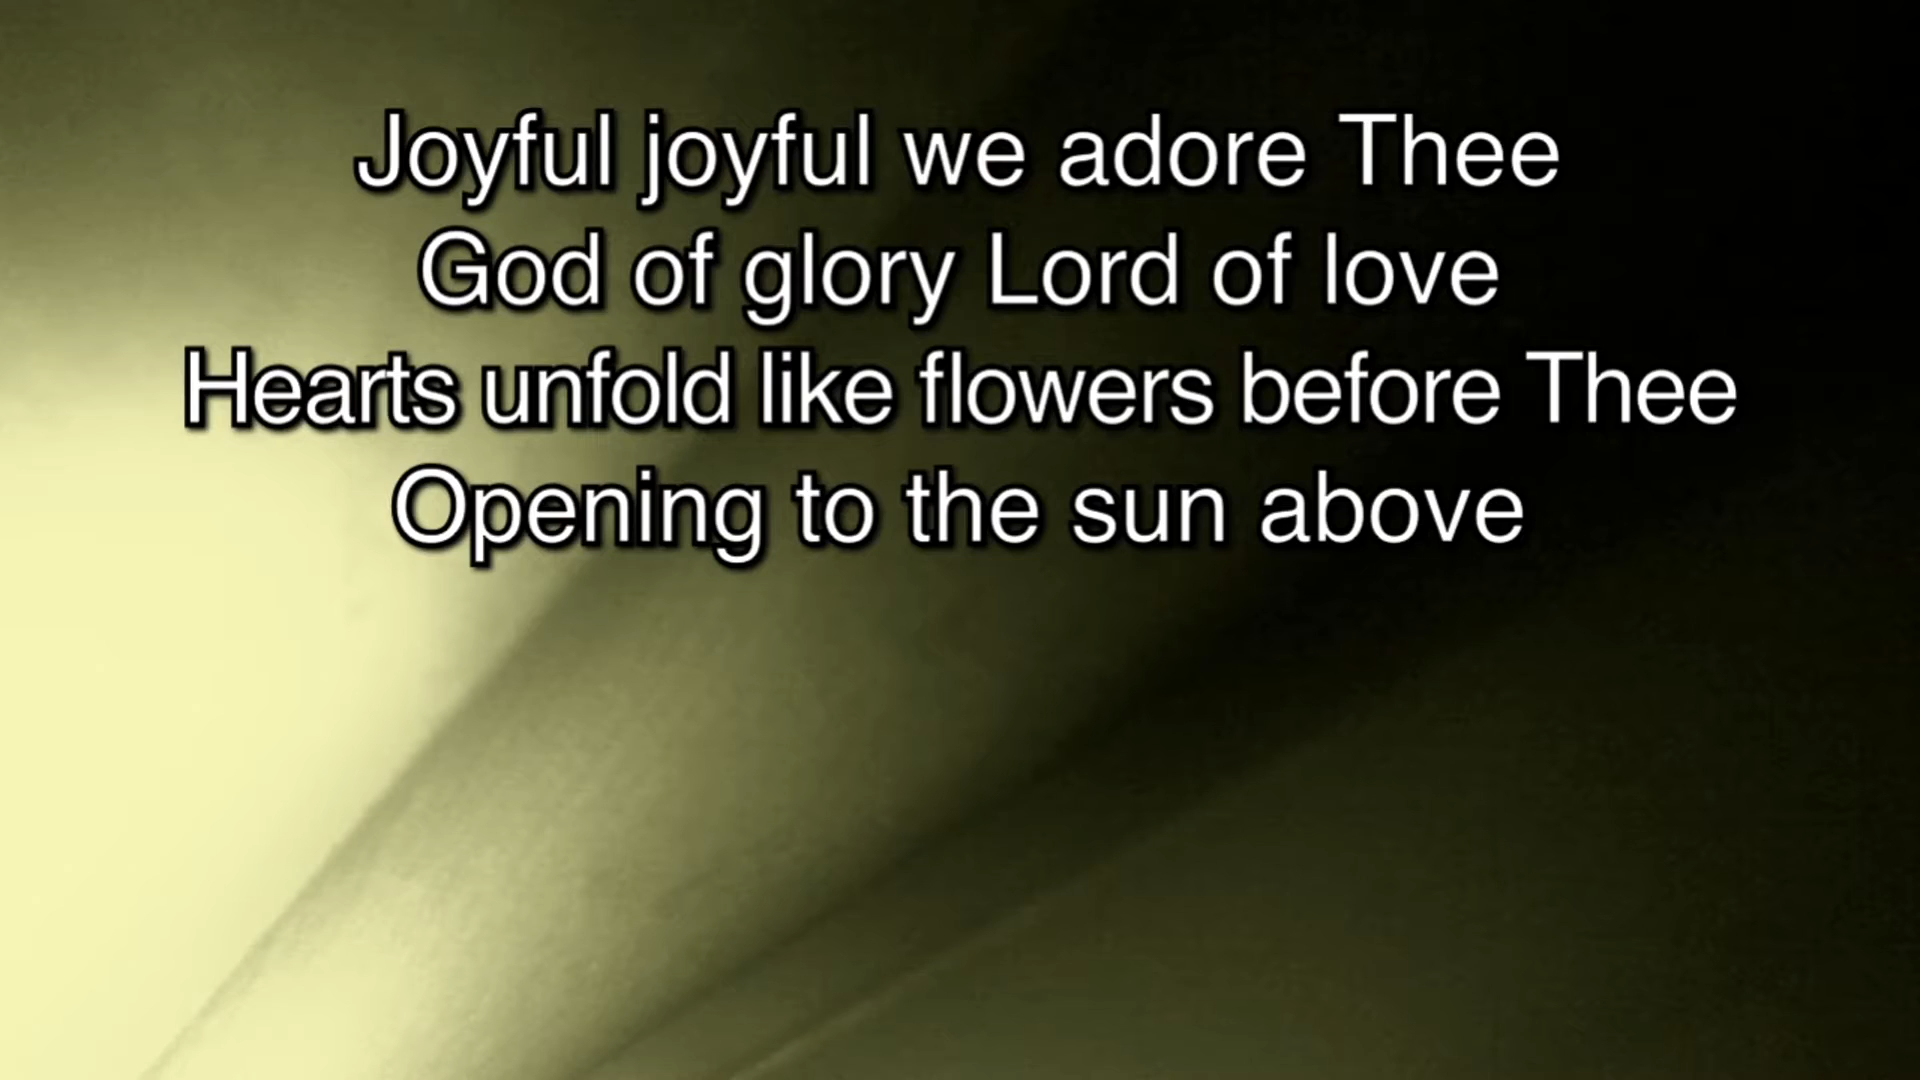 Joyful joyful we adore Thee
God of glory Lord of love
Hearts unfold like flowers before Thee
Opening to the sun above